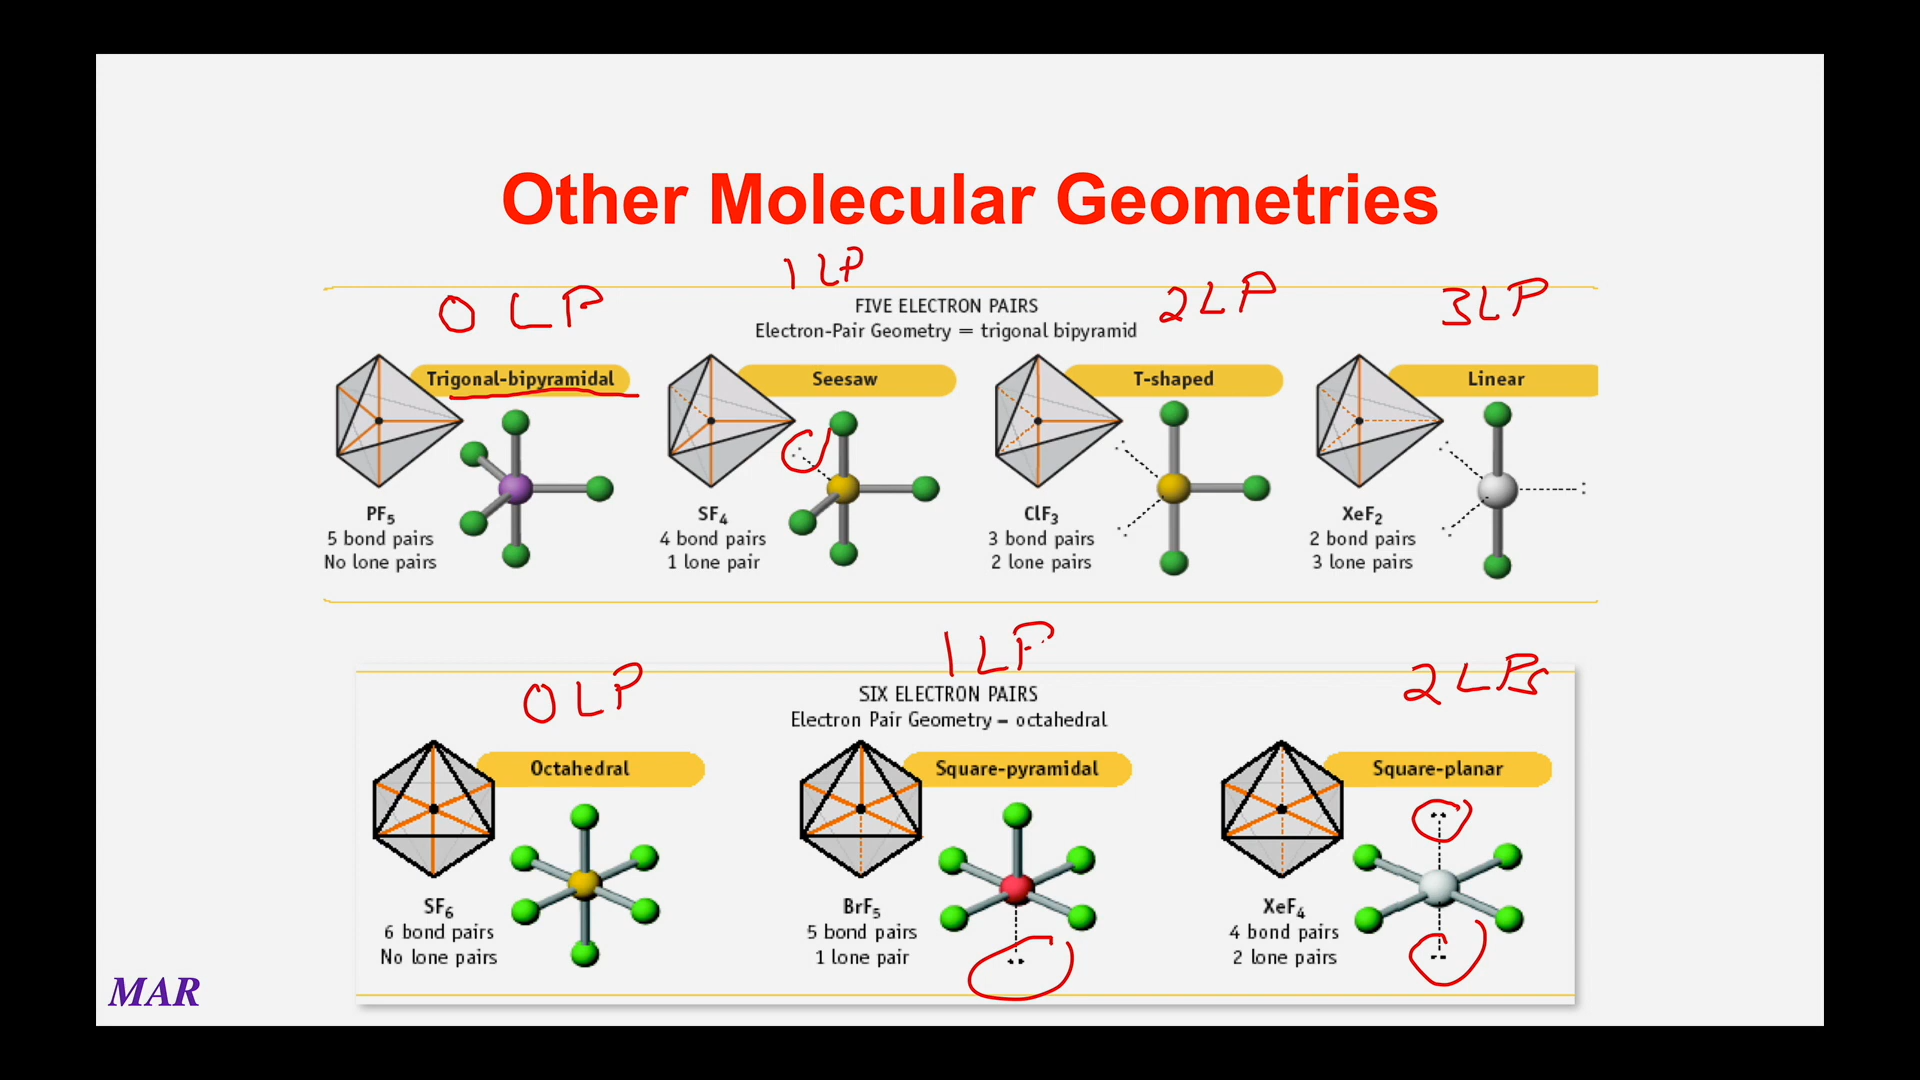 Other Molecular Geometries
0 LP
1 LP
2 LP
3 LP
FIVE ELECTRON PAIRS
Electron-Pair Geometry = trigonal bipyramid
Trigonal-bipyramidal
Seesaw
T-shaped
Linear
PF5
5 bond pairs
No lone pairs
SF4
4 bond pairs
1 lone pair
ClF3
3 bond pairs
2 lone pairs
XeF2
2 bond pairs
3 lone pairs
0 LP
1 LP
2 LPs
SIX ELECTRON PAIRS
Electron Pair Geometry = octahedral
Octahedral
Square-pyramidal
Square-planar
SF6
6 bond pairs
No lone pairs
BrF5
5 bond pairs
1 lone pair
XeF4
4 bond pairs
2 lone pairs
MAR